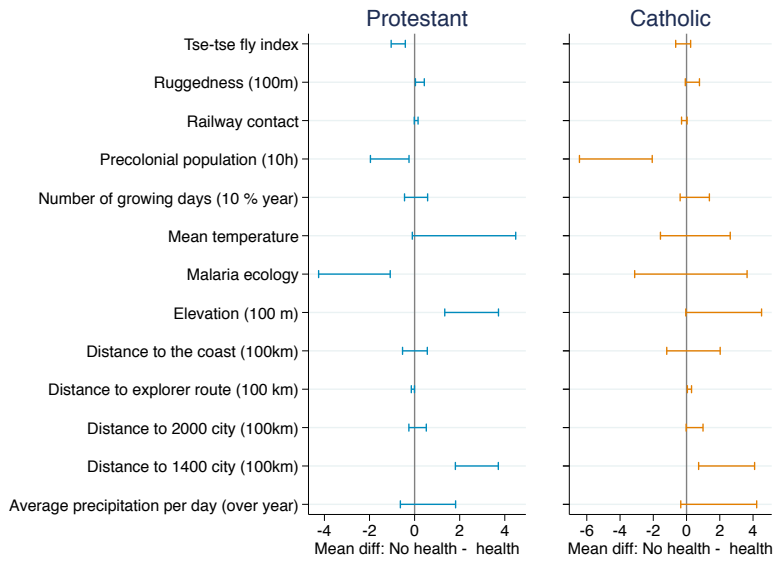 Protestant Catholic
Tse-tse fly index
Ruggedness (100m)
Railway contact
Precolonial population (10h)
Number of growing days (10 % year)
Mean temperature
Malaria ecology
Elevation (100 m)
Distance to the coast (100km)
Distance to explorer route (100 km)
Distance to 2000 city (100km)
Distance to 1400 city (100km)
Average precipitation per day (over year)
-4 -2 0 2 4 -6 -4 -2 0 2 4
Mean diff: No health - health Mean diff: No health - health